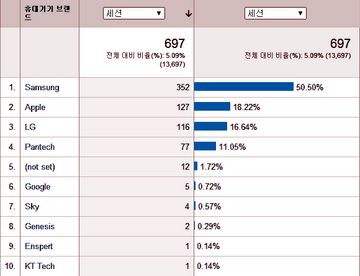 휴대기기 브랜드
세션
세션
697
전체 대비 비율(%): 5.09%
(13,697)
697
전체 대비 비율(%): 5.09% (13,697)
1. Samsung 352 50.50%
2. Apple 127 18.22%
3. LG 116 16.64%
4. Pantech 77 11.05%
5. (not set) 12 1.72%
6. Google 5 0.72%
7. Sky 4 0.57%
8. Genesis 2 0.29%
9. Enspert 1 0.14%
10. KT Tech 1 0.14%